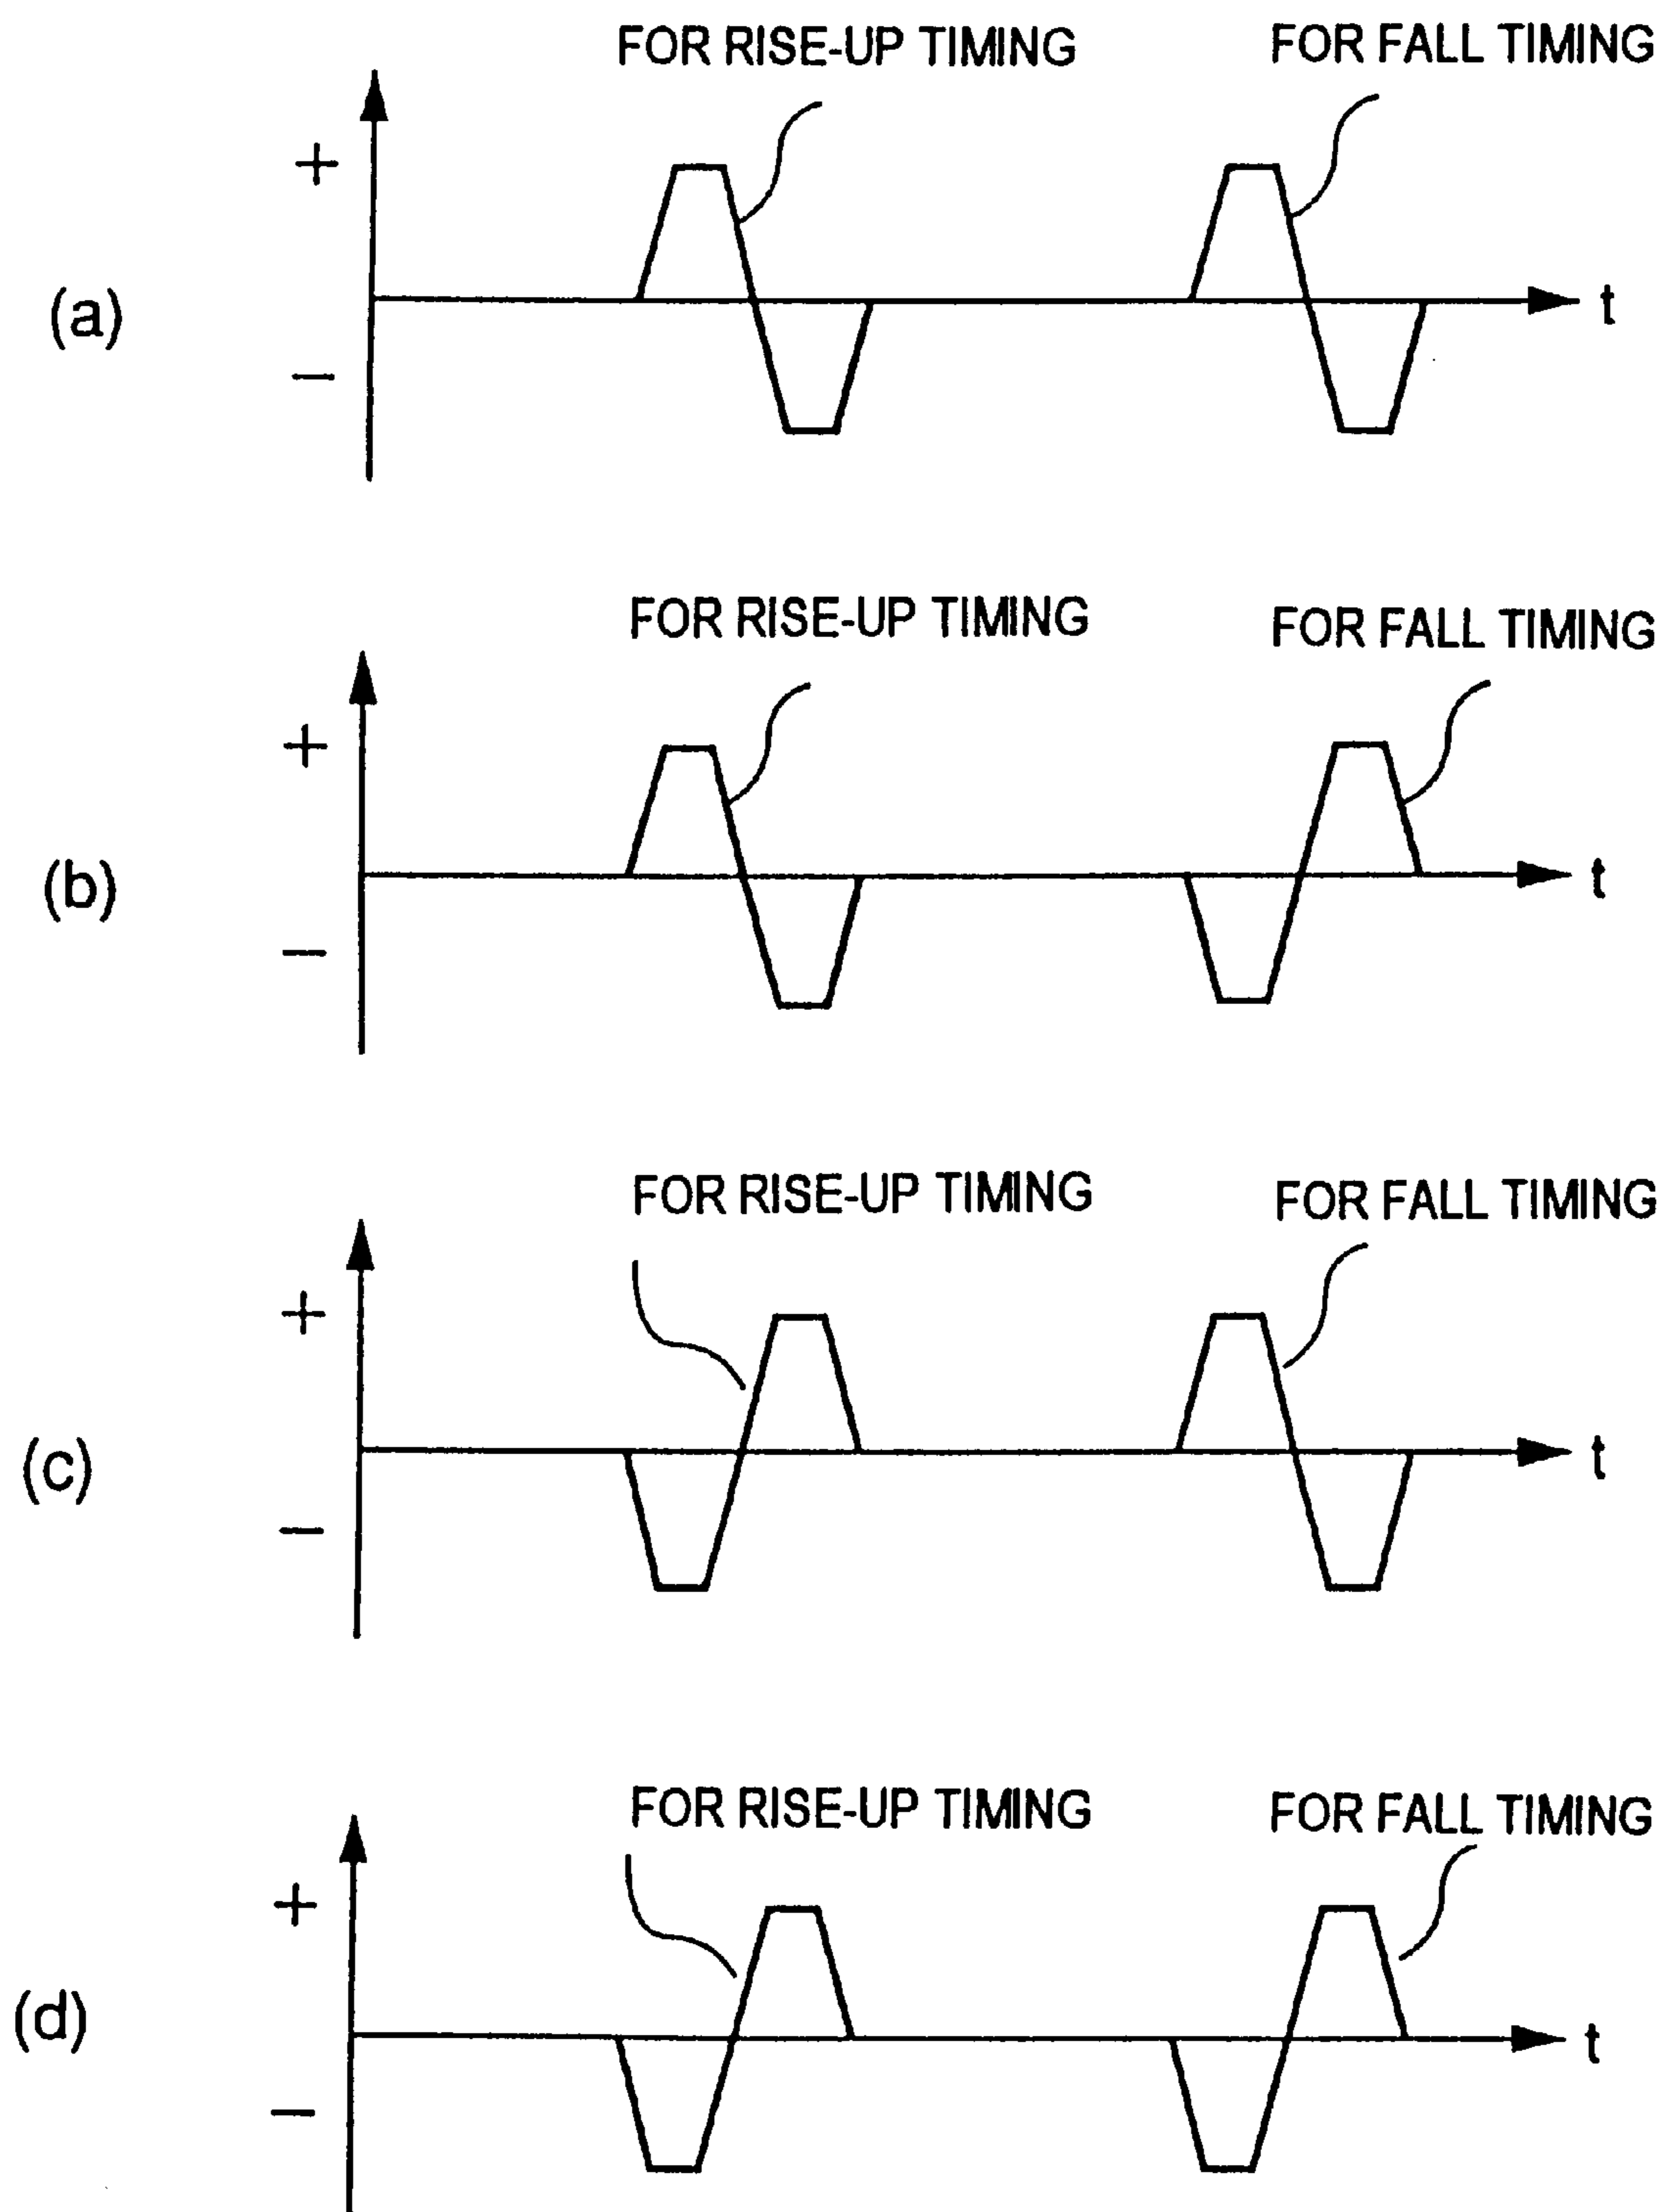 FOR RISE-UP TIMING
FOR FALL TIMING
+
(a)
t
−
FOR RISE-UP TIMING
FOR FALL TIMING
+
(b)
t
−
FOR RISE-UP TIMING
FOR FALL TIMING
+
(c)
t
−
FOR RISE-UP TIMING
FOR FALL TIMING
+
(d)
t
−